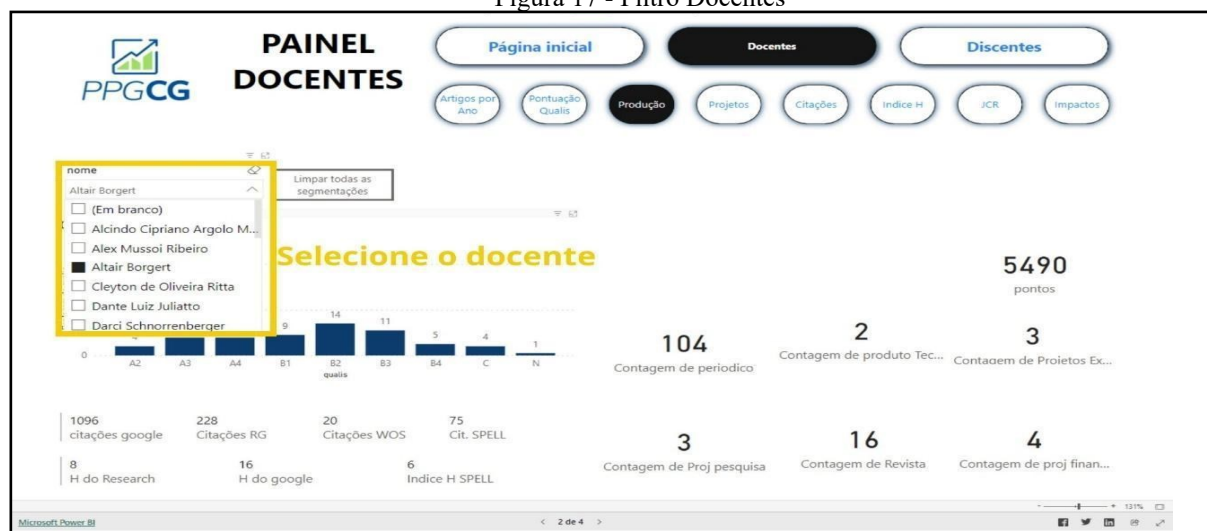 Figura 17 - Filtro Docentes
PPGCG
PAINEL
DOCENTES
Página inicial
Docentes
Discentes
Artigos por
Ano
Pontuação
Qualis
Produção
Projetos
Citações
Indice H
JCR
Impactos
nome
Altair Borgert
(Em branco)
Alcindo Cipriano Argolo M...
Alex Mussoi Ribeiro
Altair Borgert
Cleyton de Oliveira Ritta
Dante Luiz Juliatto
Darci Schnorrenberger
Limpar todas as
segmentações
Selecione o docente
9
14
11
5
4
1
0
A2
A3
A4
B1
B2
B3
B4
C
N
qualis
5490
pontos
104
Contagem de periodico
2
Contagem de produto Tec...
3
Contagem de Projetos Ex...
1096
citações google
228
Citações RG
20
Citações WOS
75
Cit. SPELL
8
H do Research
16
H do google
6
Indice H SPELL
3
Contagem de Proj pesquisa
16
Contagem de Revista
4
Contagem de proj finan...
Microsoft Power BI
< 2 de 4 >
- + 131%